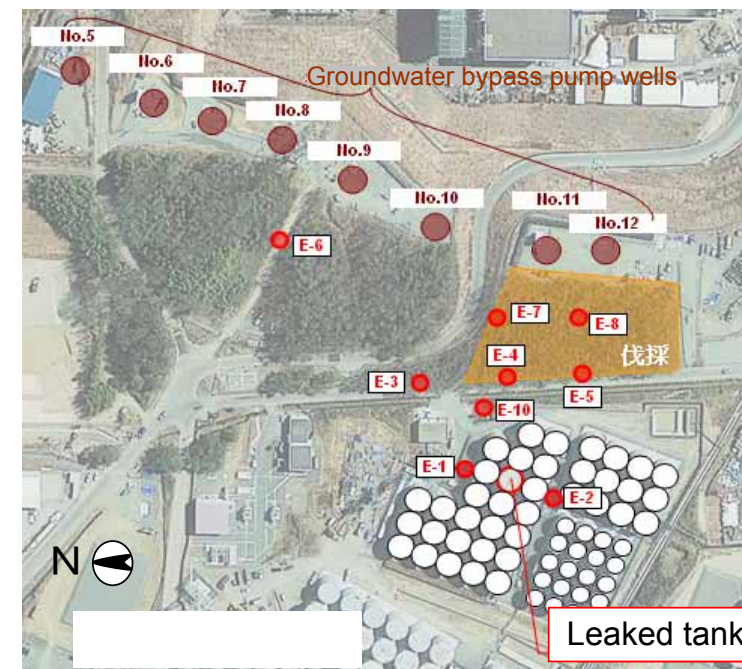 No.5
No.6
No.7
Groundwater bypass pump wells
No.8
No.9
No.10
No.11
No.12
E-6
E-7
E-8
伐採
E-4
E-3
E-5
E-10
E-1
E-2
N
Leaked tank